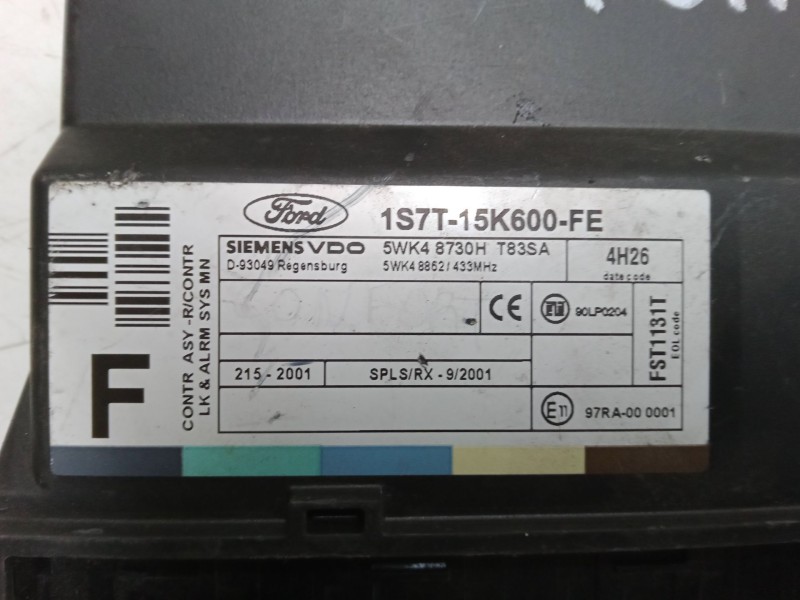 Ford
1S7T-15K600-FE
SIEMENS VDO 5WK4 8730H T83SA
D-93049 Regensburg 5WK4 8862/ 433MHz
4H26
date code
CE
90LP0204
FST1131T
EOL code
215 - 2001 SPLS/RX - 9/2001
E11 97RA-00 0001
CONTR ASY -R/CONTR
LK & ALRM SYS MN
F